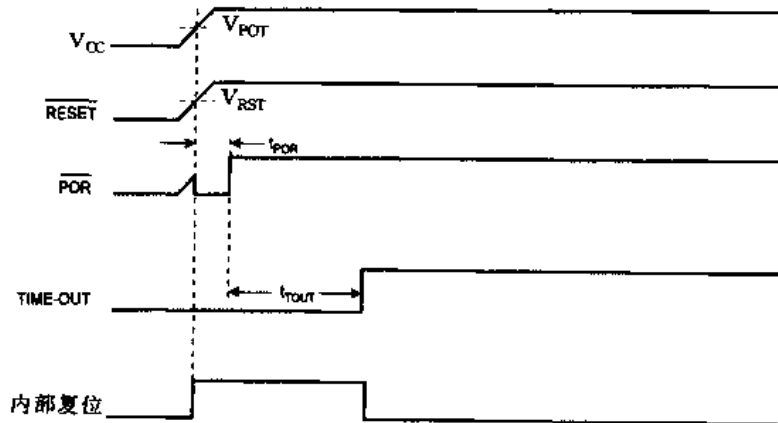 V_CC
V_POT
RESET
V_RST
t_POR
POR
TIME-OUT
t_TOUT
内部复位